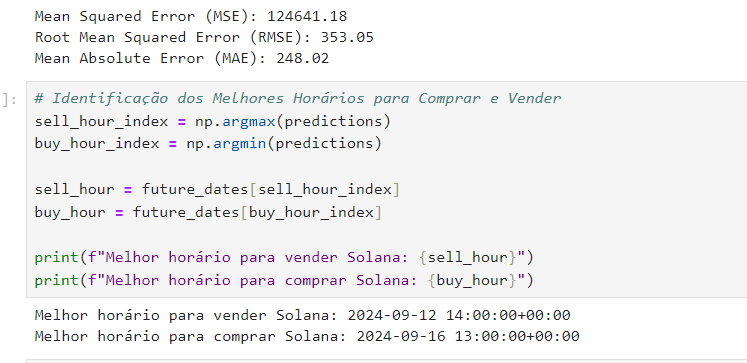 Mean Squared Error (MSE): 124641.18
Root Mean Squared Error (RMSE): 353.05
Mean Absolute Error (MAE): 248.02
]:
# Identificação dos Melhores Horários para Comprar e Vender
sell_hour_index = np.argmax(predictions)
buy_hour_index = np.argmin(predictions)
sell_hour = future_dates[sell_hour_index]
buy_hour = future_dates[buy_hour_index]
print(f"Melhor horário para vender Solana: {sell_hour}")
print(f"Melhor horário para comprar Solana: {buy_hour}")
Melhor horário para vender Solana: 2024-09-12 14:00:00+00:00
Melhor horário para comprar Solana: 2024-09-16 13:00:00+00:00